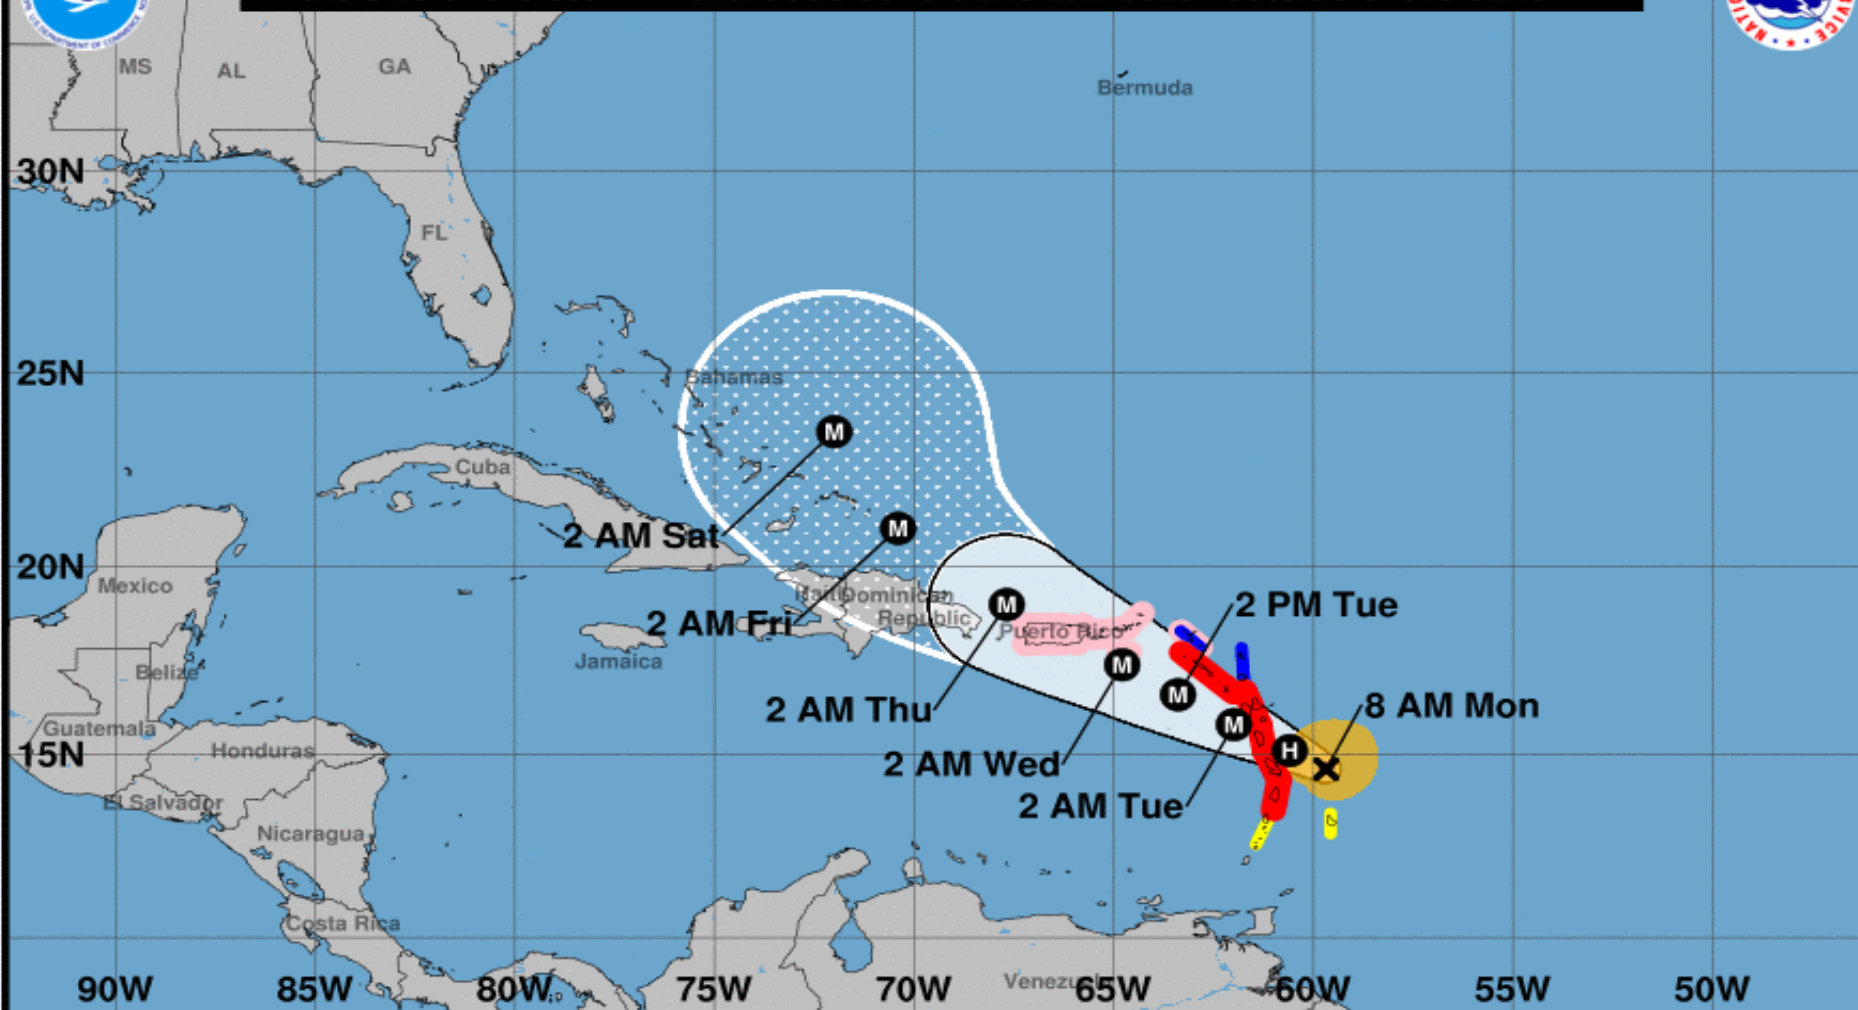 MS
AL
GA
Bermuda
30N
FL
25N
Bahamas
M
Cuba
2 AM Sat
M
20N
Mexico
Haiti
Dominican
Republic
M
2 PM Tue
2 AM Fri
Puerto Rico
Jamaica
M
Belize
M
2 AM Thu
8 AM Mon
Guatemala
M
15N
Honduras
H
2 AM Wed
El Salvador
2 AM Tue
Nicaragua
Costa Rica
Venezuela
90W
85W
80W
75W
70W
65W
60W
55W
50W